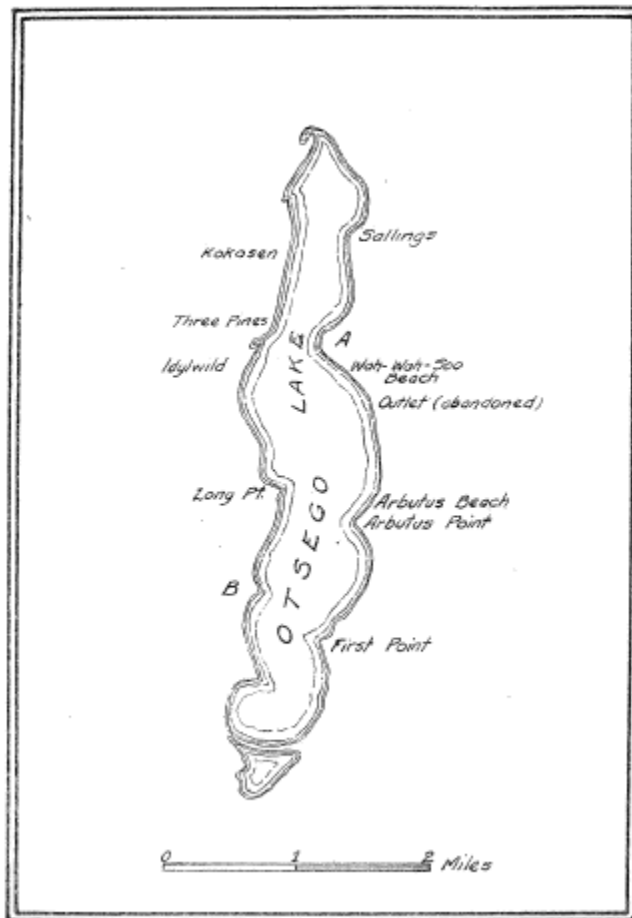 Sallings
Kokosen
Three Pines
A
Idylwild
Wah-Wah-Soo
Beach
Outlet (abandoned)
LAKE
Long Pt.
Arbutus Beach
Arbutus Point
OTSEGO
B
First Point
0 1 2 Miles